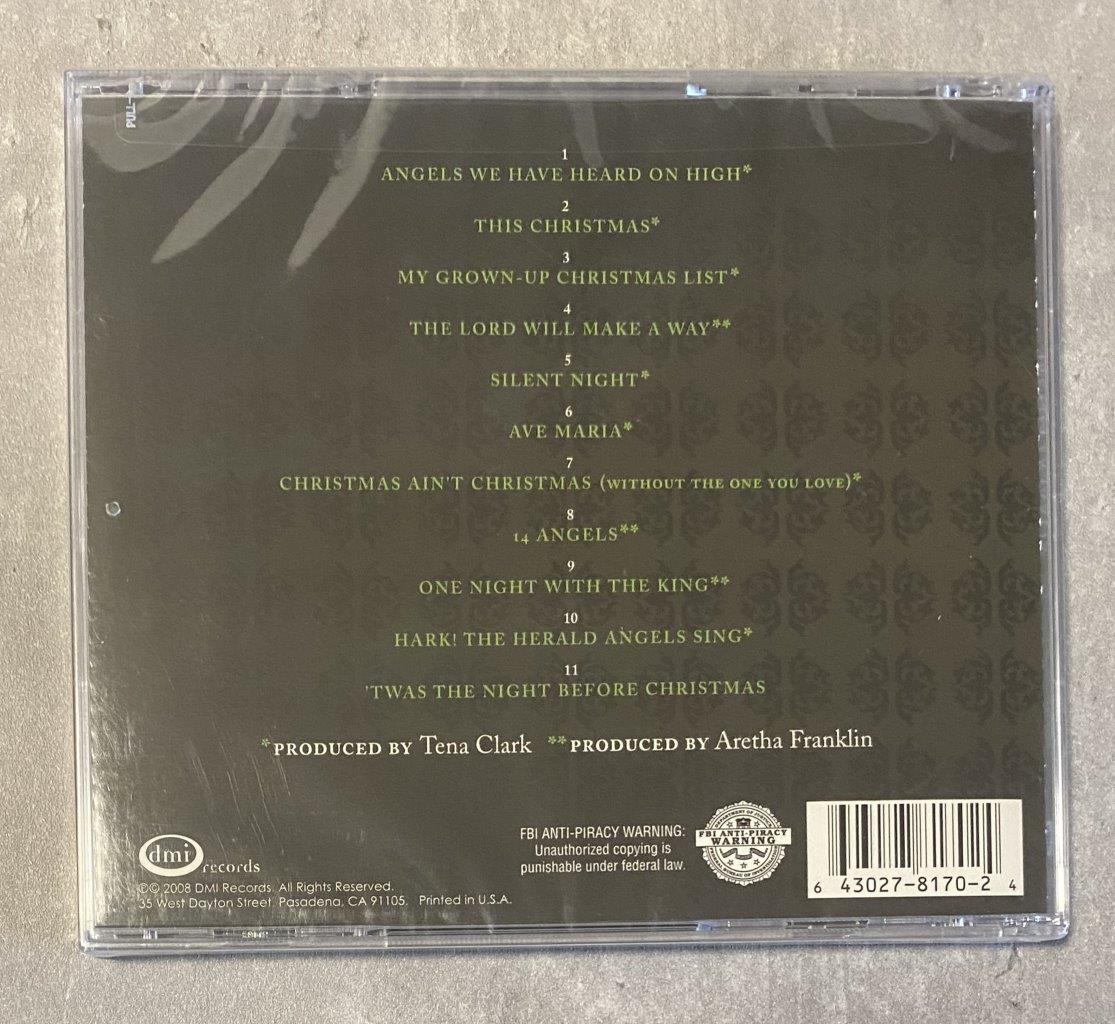 PULL
1
ANGELS WE HAVE HEARD ON HIGH*
2
THIS CHRISTMAS*
3
MY GROWN-UP CHRISTMAS LIST*
4
THE LORD WILL MAKE A WAY**
5
SILENT NIGHT*
6
AVE MARIA*
7
CHRISTMAS AIN'T CHRISTMAS (WITHOUT THE ONE YOU LOVE)*
8
14 ANGELS**
9
ONE NIGHT WITH THE KING**
10
HARK! THE HERALD ANGELS SING*
11
'TWAS THE NIGHT BEFORE CHRISTMAS
*PRODUCED BY Tena Clark **PRODUCED BY Aretha Franklin
dmi records
℗© 2008 DMI Records. All Rights Reserved.
35 West Dayton Street, Pasadena, CA 91105. Printed in U.S.A.
FBI ANTI-PIRACY WARNING:
Unauthorized copying is
punishable under federal law.
FBI ANTI-PIRACY
WARNING
6 43027-8170-2 4